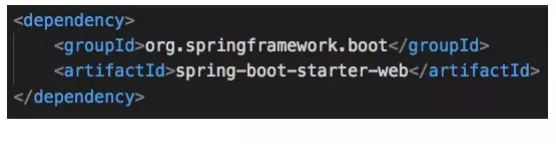 <dependency>
<groupId>org.springframework.boot</groupId>
<artifactId>spring-boot-starter-web</artifactId>
</dependency>